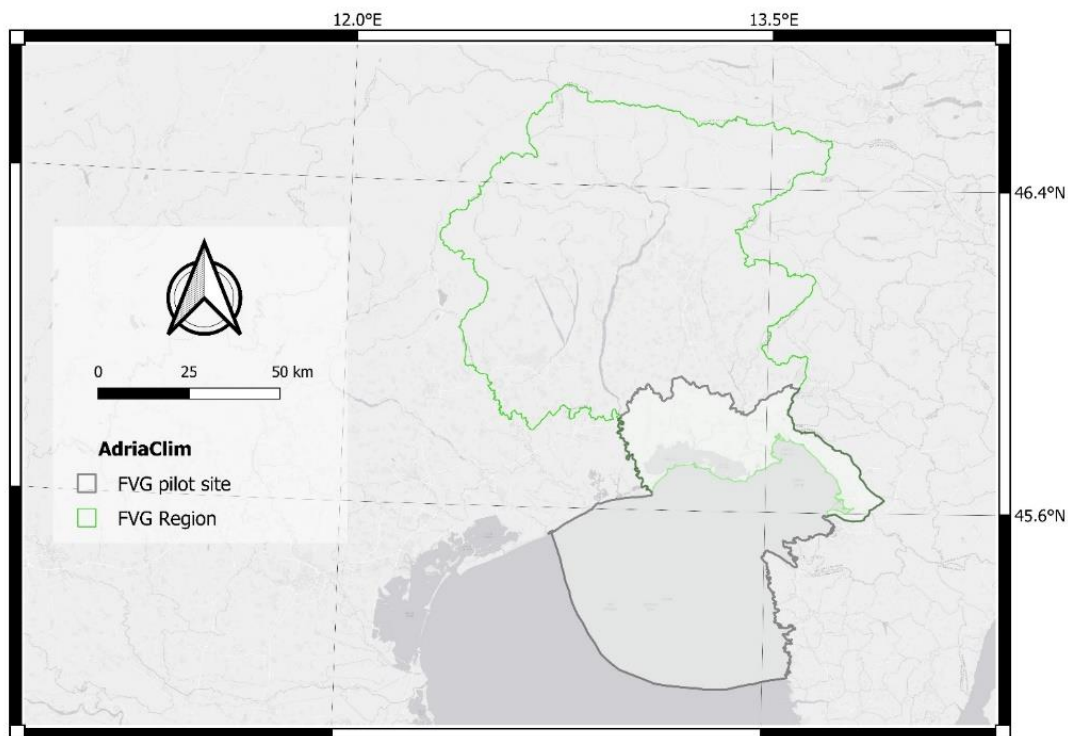 12.0°E 13.5°E
46.4°N
0 25 50 km
AdriaClim
FVG pilot site
FVG Region
45.6°N